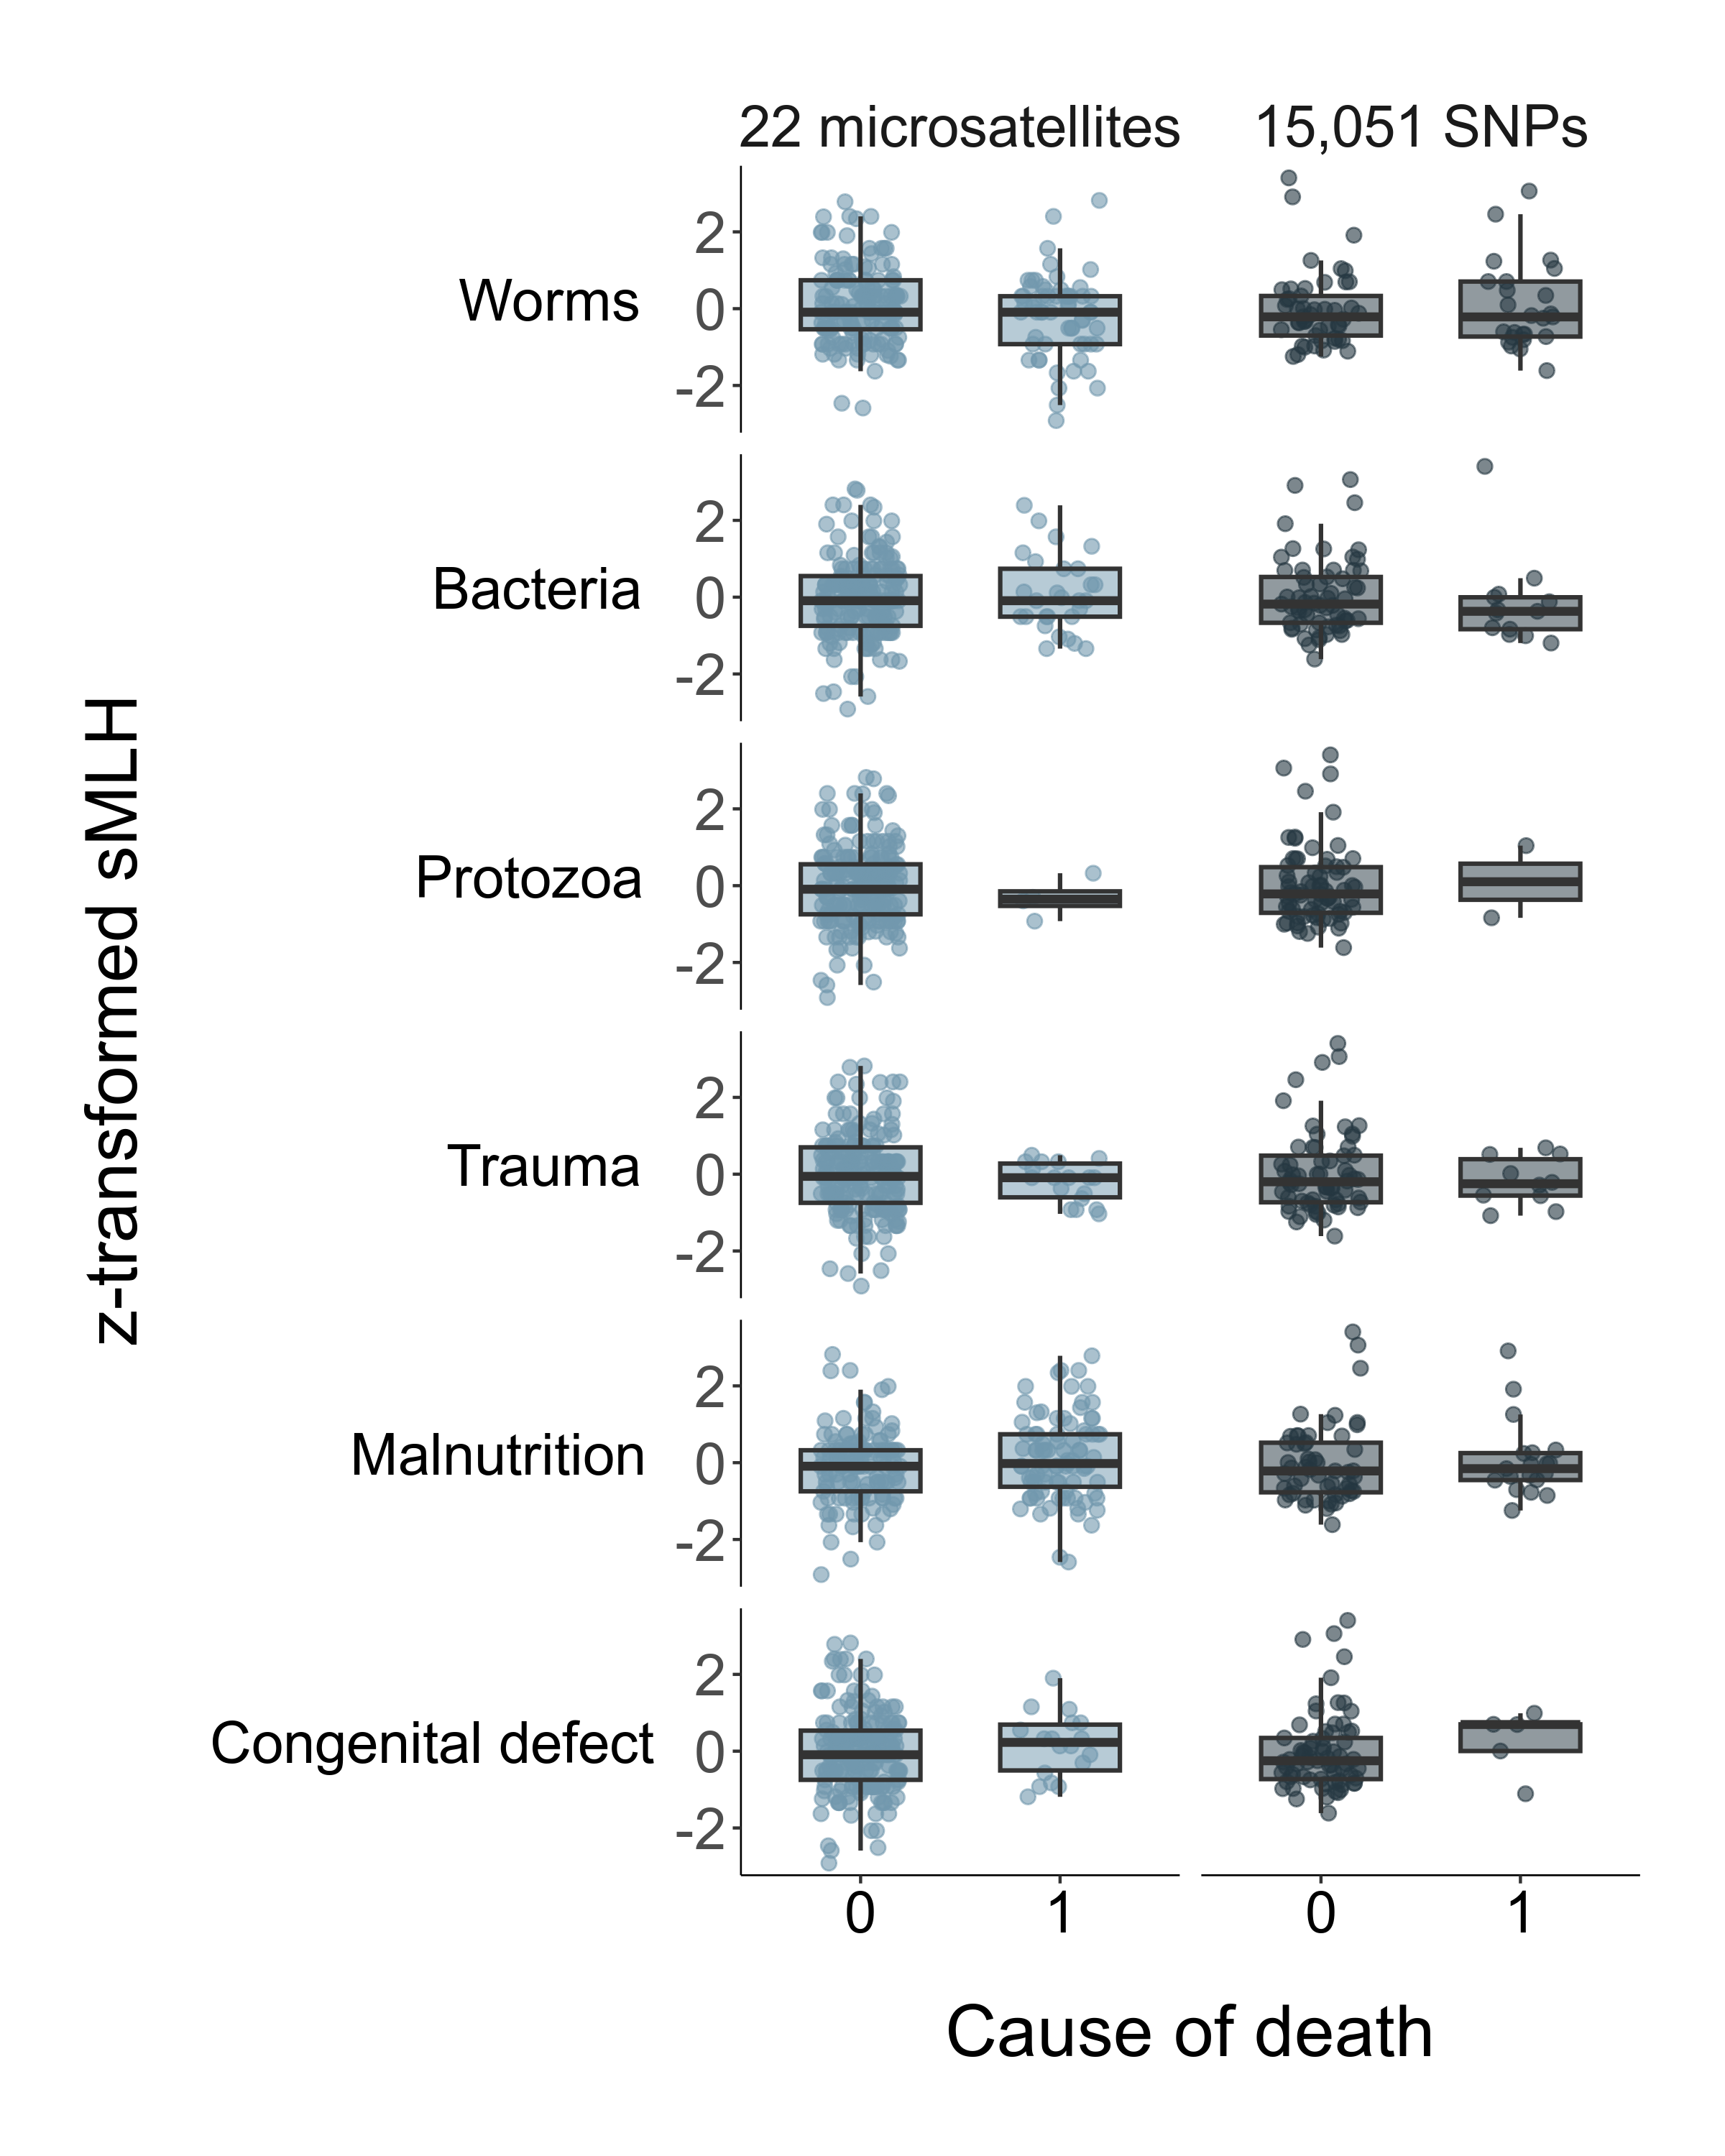 22 microsatellites 15,051 SNPs
Worms
2
0
-2
Bacteria
2
0
-2
Protozoa
2
0
-2
Trauma
2
0
-2
Malnutrition
2
0
-2
Congenital defect
2
0
-2
z-transformed sMLH
0 1 0 1
Cause of death